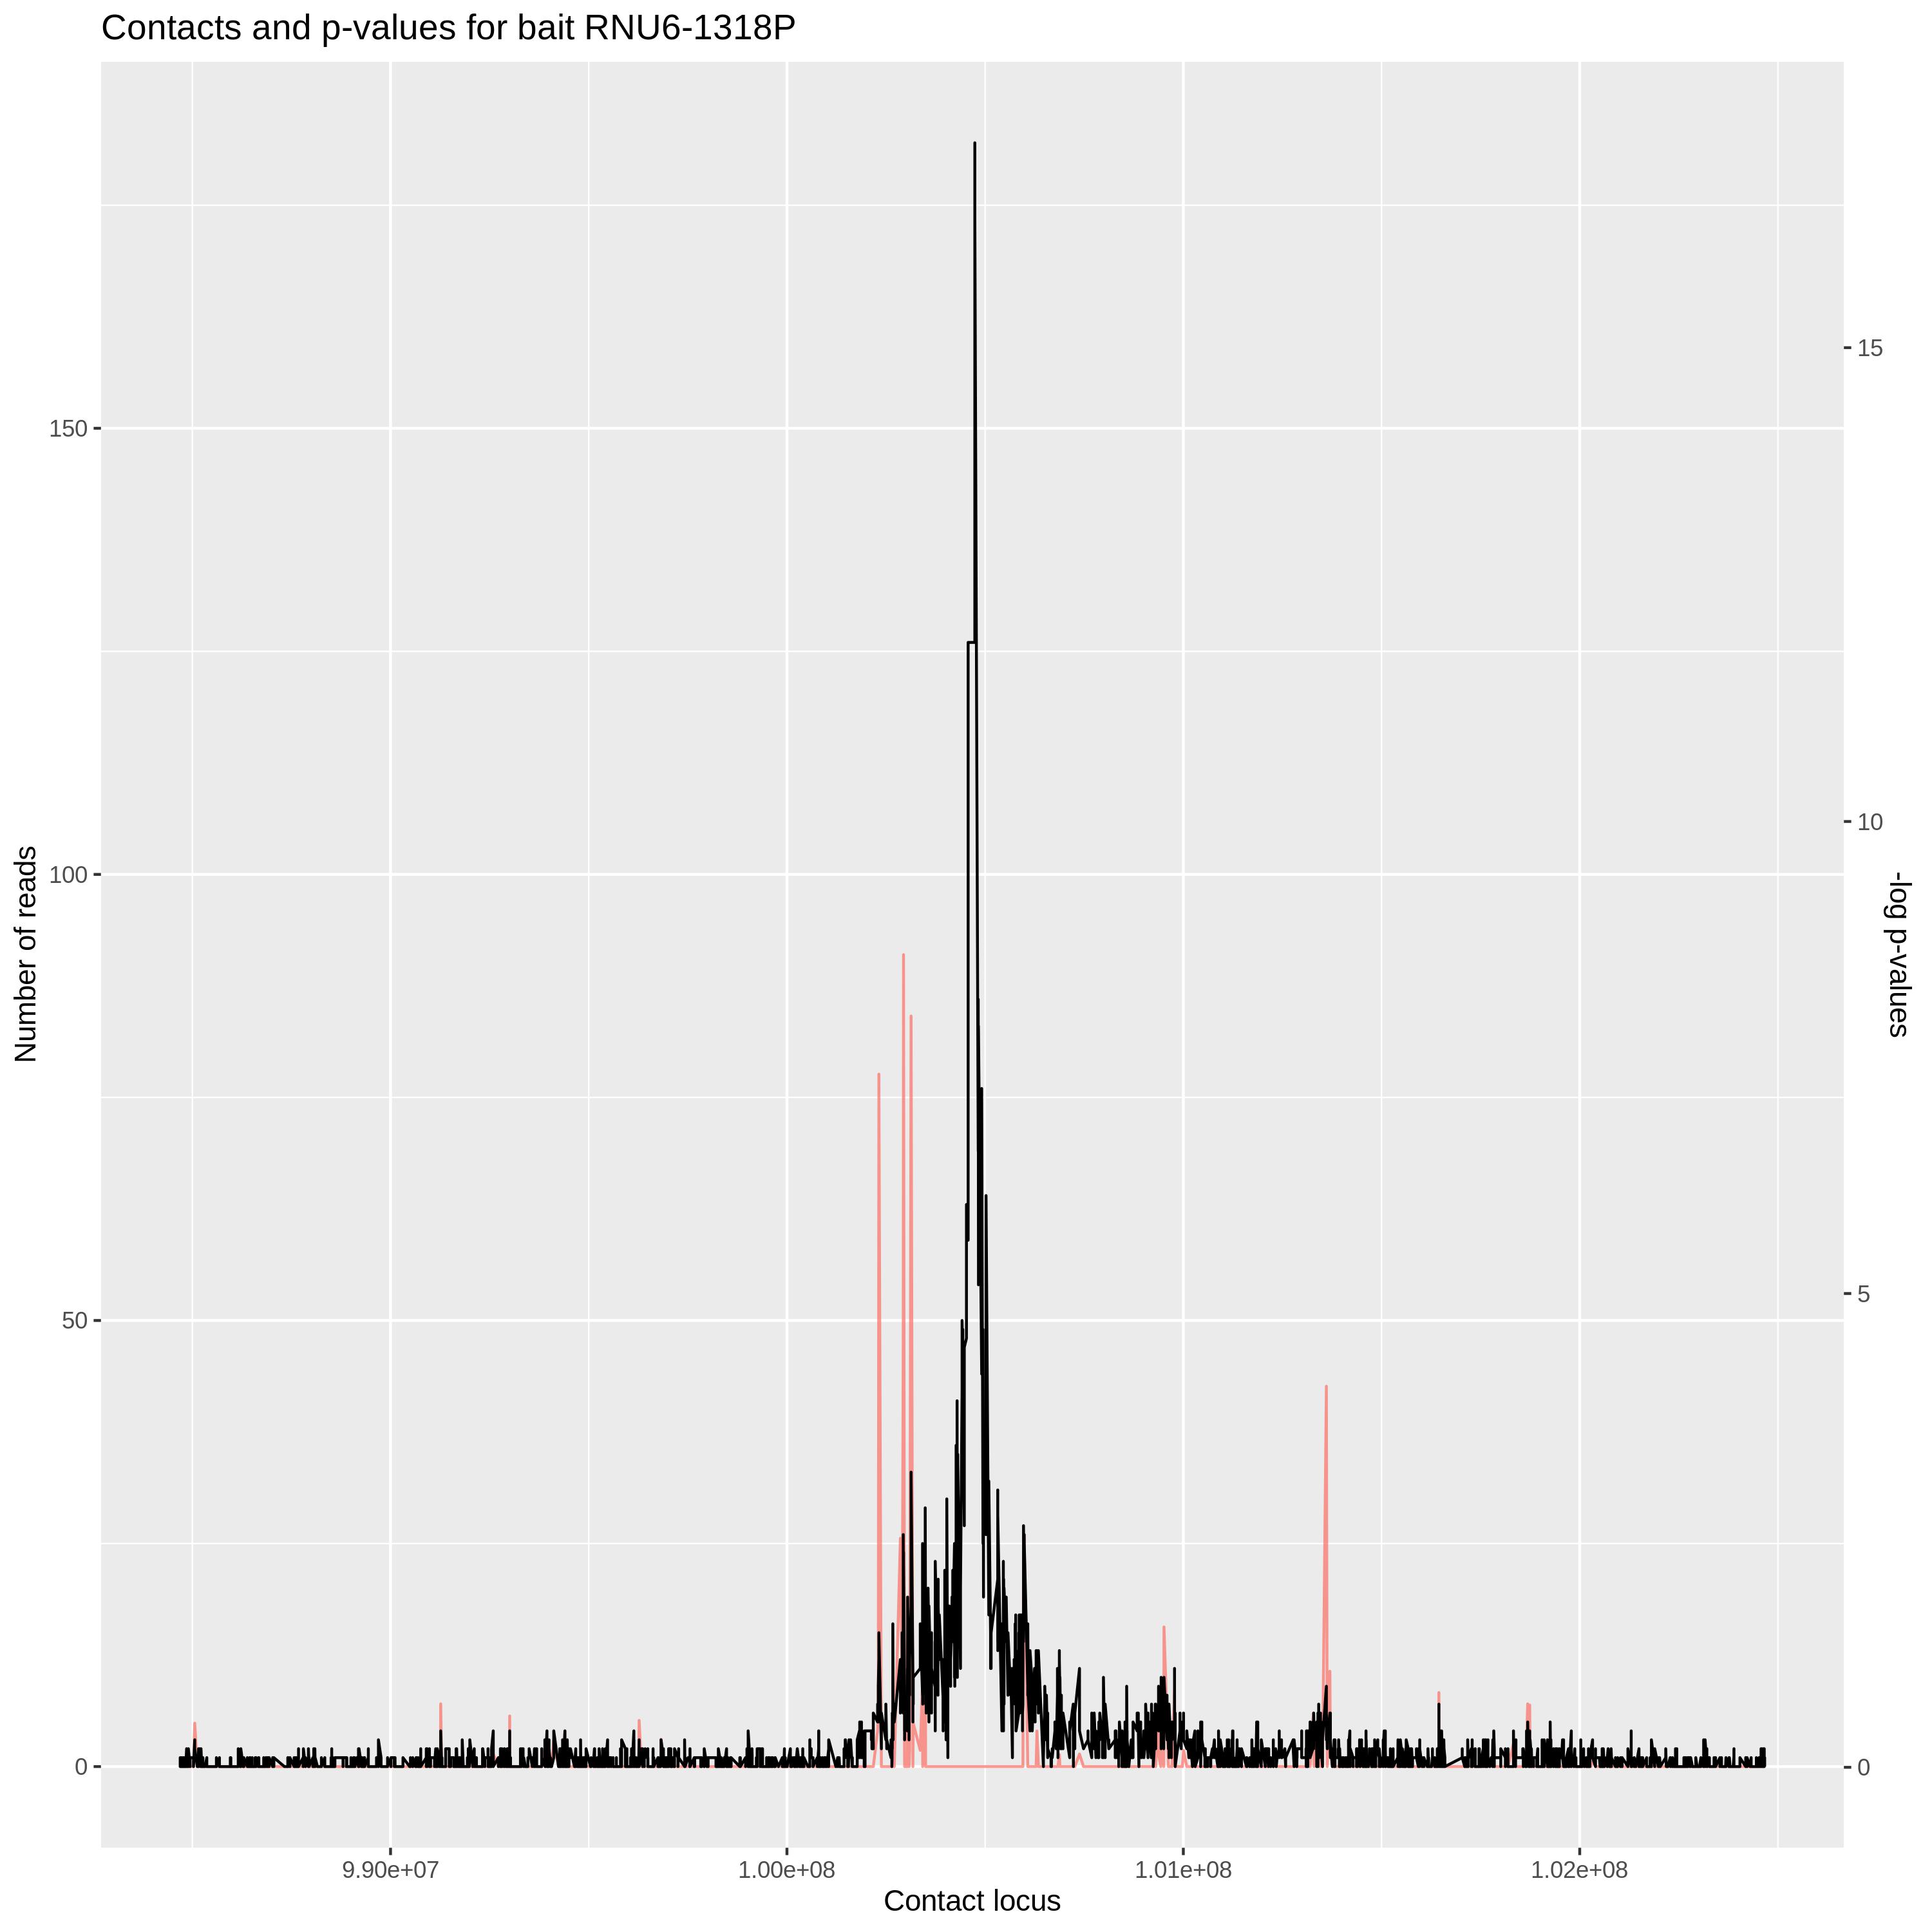 Contacts and p-values for bait RNU6-1318P
150
100
50
0
Number of reads
15
10
5
0
-log p-values
9.90e+07
1.00e+08
1.01e+08
1.02e+08
Contact locus